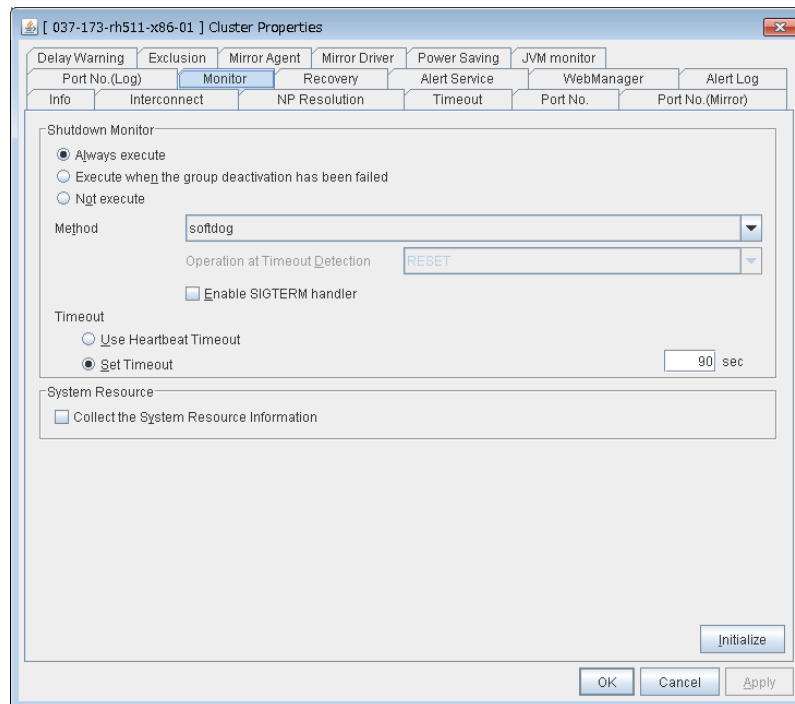 [ 037-173-rh511-x86-01 ] Cluster Properties
Delay Warning Exclusion Mirror Agent Mirror Driver Power Saving JVM monitor
Port No.(Log) Monitor Recovery Alert Service WebManager Alert Log
Info Interconnect NP Resolution Timeout Port No. Port No.(Mirror)
Shutdown Monitor
Always execute
Execute when the group deactivation has been failed
Not execute
Method softdog
Operation at Timeout Detection RESET
Enable SIGTERM handler
Timeout
Use Heartbeat Timeout
Set Timeout 90 sec
System Resource
Collect the System Resource Information
Initialize
OK Cancel Apply